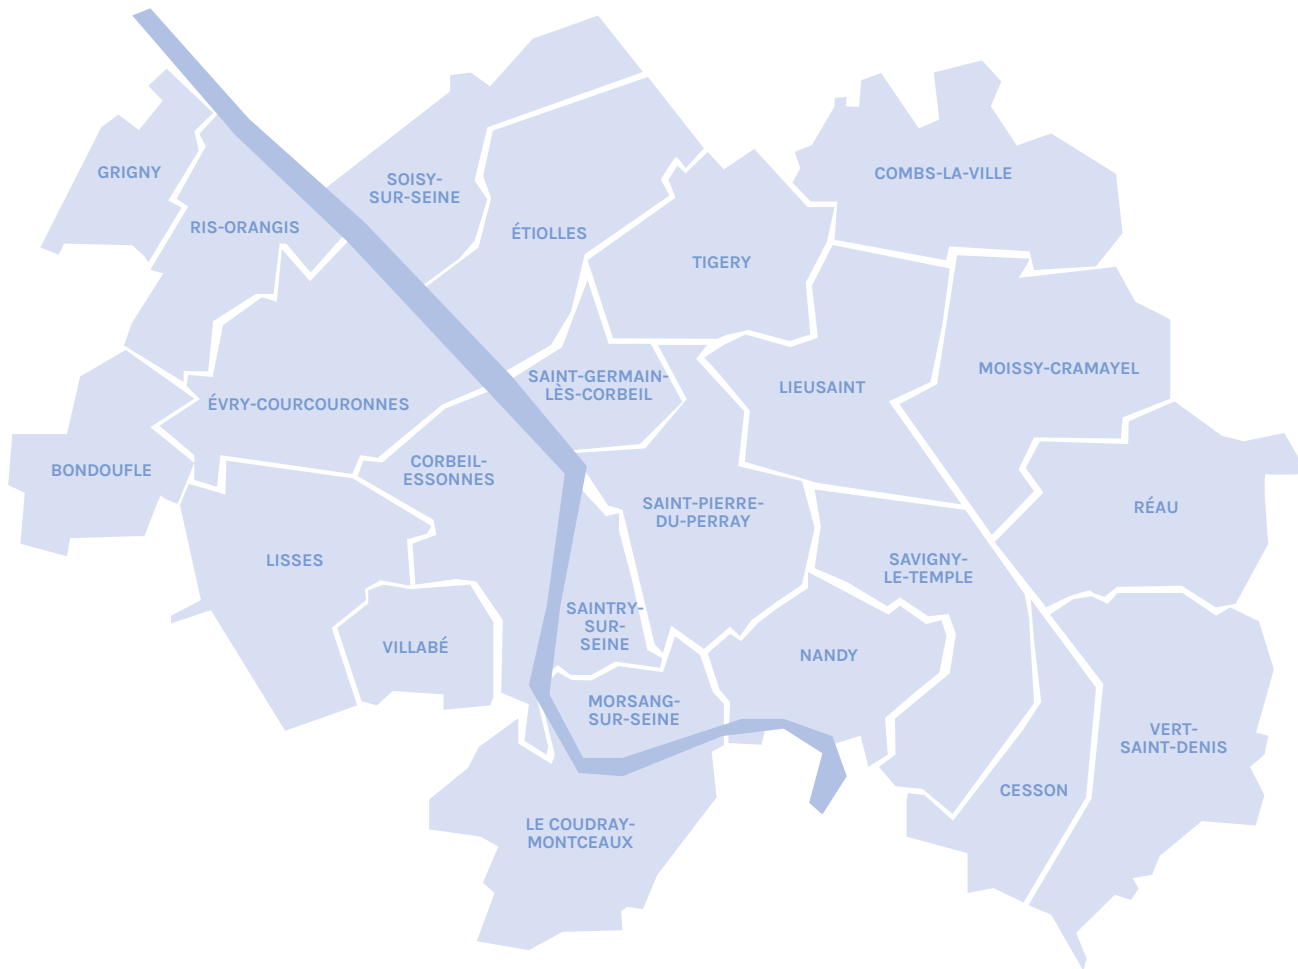 GRIGNY
SOISY-
SUR-SEINE
COMBS-LA-VILLE
RIS-ORANGIS
ÉTIOLLES
TIGERY
MOISSY-CRAMAYEL
SAINT-GERMAIN-
LÈS-CORBEIL
LIEUSAINT
ÉVRY-COURCOURONNES
BONDOUFLE
CORBEIL-
ESSONNES
SAINT-PIERRE-
DU-PERRAY
RÉAU
LISSES
SAVIGNY-
LE-TEMPLE
SAINTRY-
SUR-
SEINE
VILLABÉ
NANDY
MORSANG-
SUR-SEINE
VERT-
SAINT-DENIS
CESSON
LE COUDRAY-
MONTCEAUX